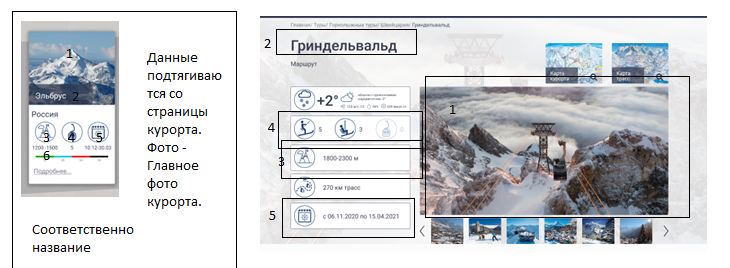 1
Эльбрус
2
Россия
3
4
5
1200 -1500
5
10.12-30.03
6
Подробнее...
Данные
подтягиваю
тся со
страницы
курорта.
Фото -
Главное
фото
курорта.
Соответственно
название
Главная/ Туры/ Горнолыжные туры/ Швейцария/ Гриндельвальд
2
Гриндельвальд
Маршрут
Карта
курорта
Карта
трасс
+2°
1
4
5
3
0
3
1800-2300 м
270 км трасс
5
с 06.11.2020 по 15.04.2021